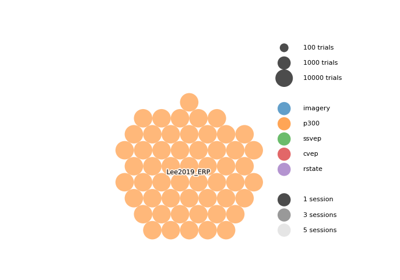 100 trials
1000 trials
10000 trials
imagery
p300
ssvep
cvep
rstate
Lee2019_ERP
1 session
3 sessions
5 sessions